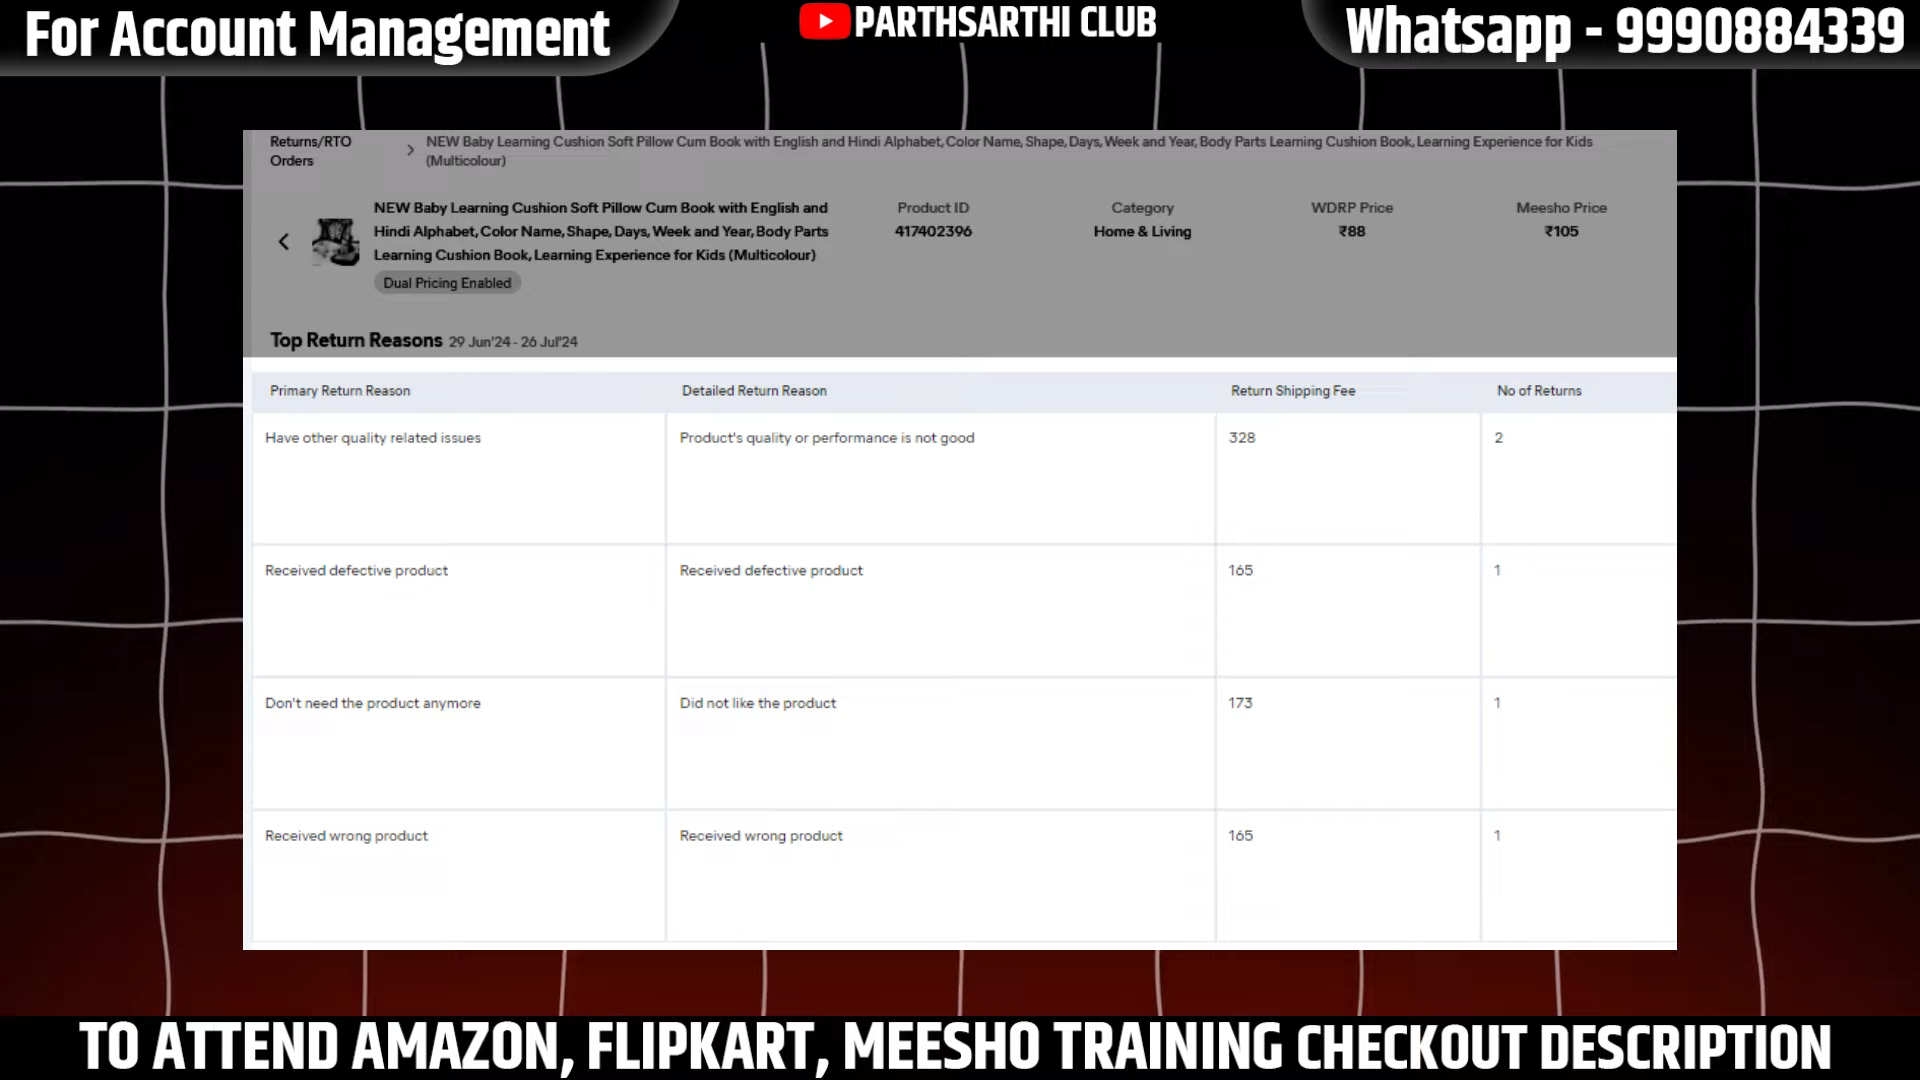 For Account Management
PARTHSARTHI CLUB
Whatsapp - 9990884339
Returns/RTO
Orders
NEW Baby Learning Cushion Soft Pillow Cum Book with English and Hindi Alphabet, Color Name, Shape, Days, Week and Year, Body Parts Learning Cushion Book, Learning Experience for Kids
(Multicolour)
NEW Baby Learning Cushion Soft Pillow Cum Book with English and
Hindi Alphabet, Color Name, Shape, Days, Week and Year, Body Parts
Learning Cushion Book, Learning Experience for Kids (Multicolour)
Dual Pricing Enabled
Product ID
417402396
Category
Home & Living
WDRP Price
₹88
Meesho Price
₹105
Top Return Reasons 29 Jun'24 - 26 Jul'24
Primary Return Reason Detailed Return Reason Return Shipping Fee No of Returns
Have other quality related issues Product's quality or performance is not good 328 2
Received defective product Received defective product 165 1
Don't need the product anymore Did not like the product 173 1
Received wrong product Received wrong product 165 1
TO ATTEND AMAZON, FLIPKART, MEESHO TRAINING CHECKOUT DESCRIPTION